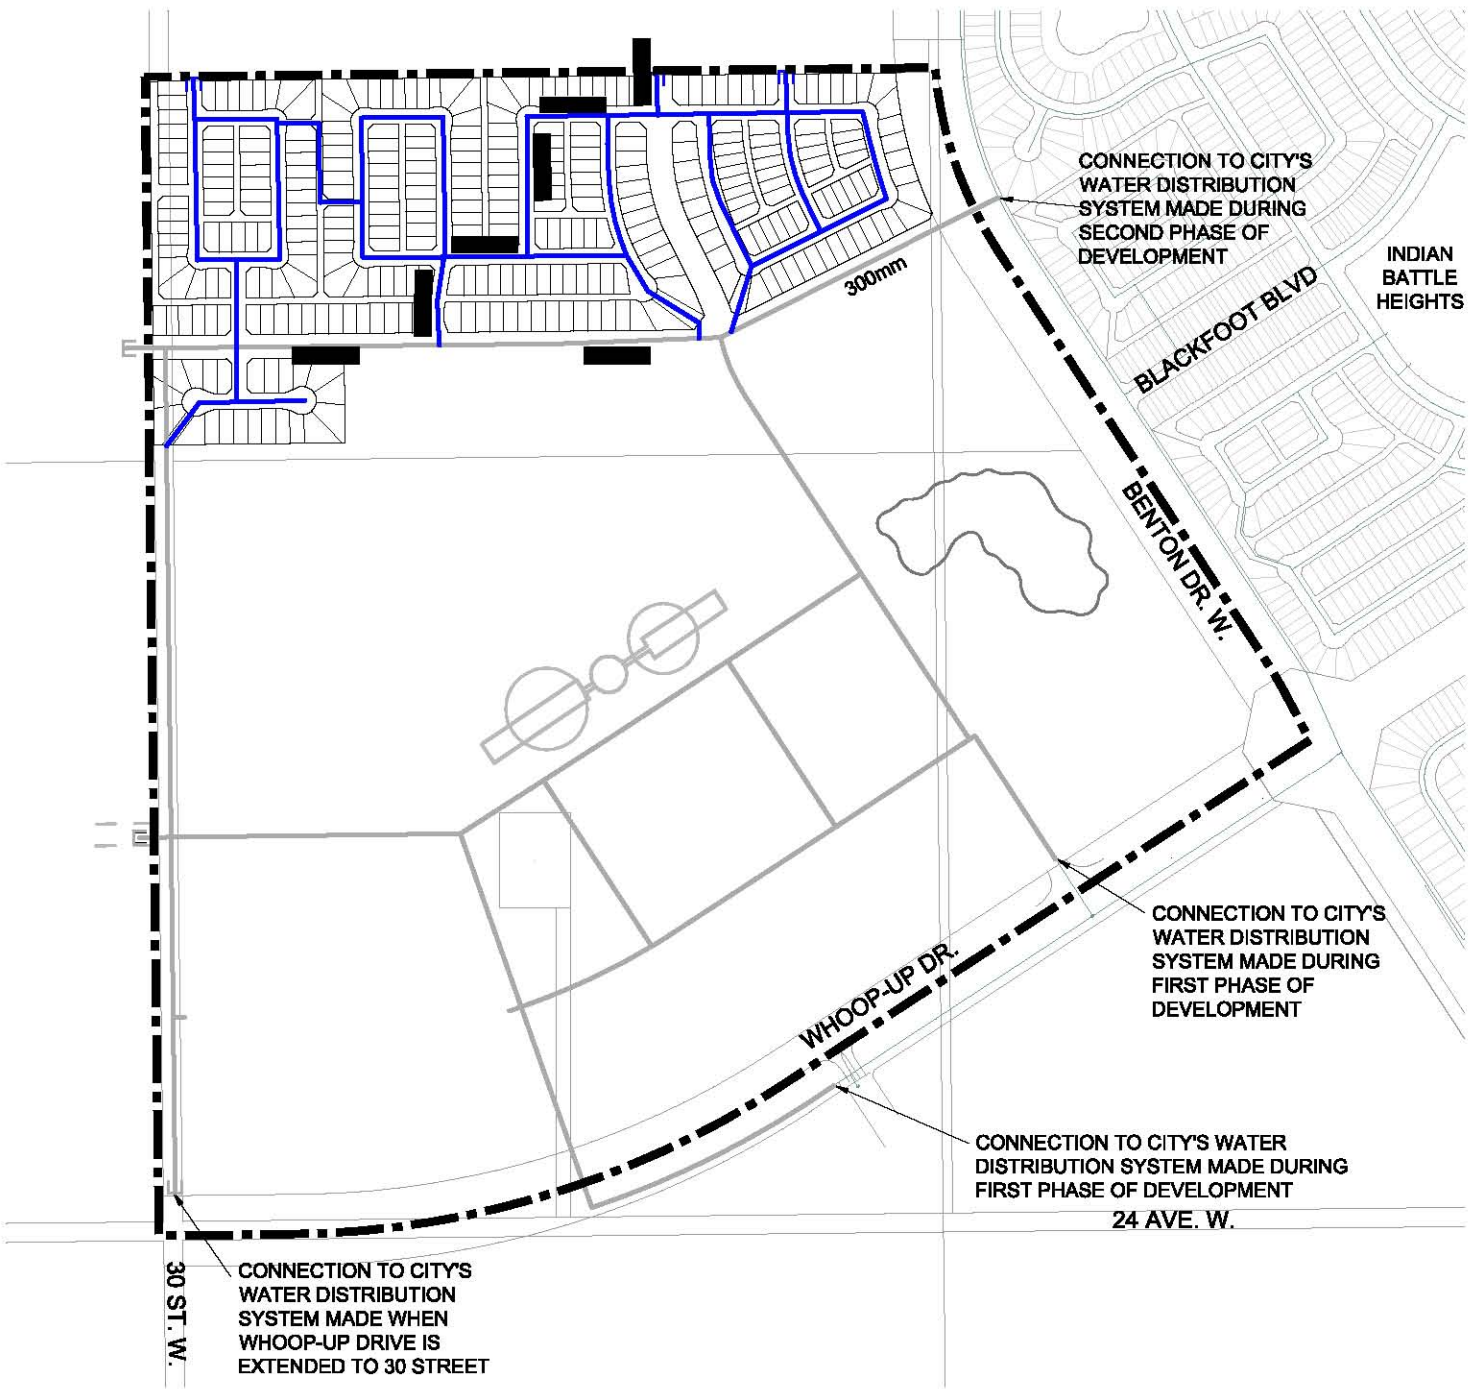 CONNECTION TO CITY'S
WATER DISTRIBUTION
SYSTEM MADE DURING
SECOND PHASE OF
DEVELOPMENT
INDIAN
BATTLE
HEIGHTS
300mm
BLACKFOOT BLVD
BENTON DR. W.
CONNECTION TO CITY'S
WATER DISTRIBUTION
SYSTEM MADE DURING
FIRST PHASE OF
DEVELOPMENT
WHOOP-UP DR.
CONNECTION TO CITY'S WATER
DISTRIBUTION SYSTEM MADE DURING
FIRST PHASE OF DEVELOPMENT
24 AVE. W.
30 ST. W.
CONNECTION TO CITY'S
WATER DISTRIBUTION
SYSTEM MADE WHEN
WHOOP-UP DRIVE IS
EXTENDED TO 30 STREET